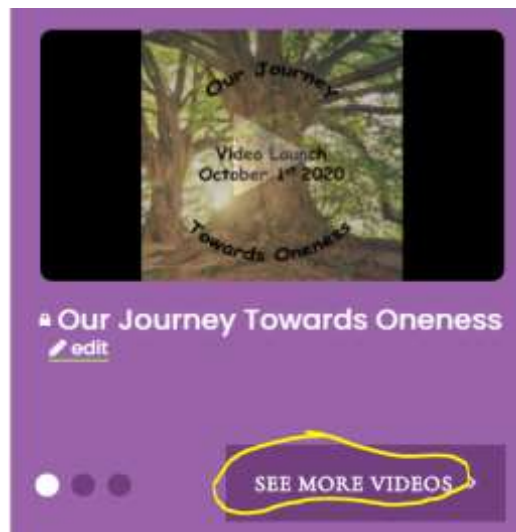 Our Journey
Video Launch
October 1st 2020
Towards Oneness
Our Journey Towards Oneness
edit
SEE MORE VIDEOS